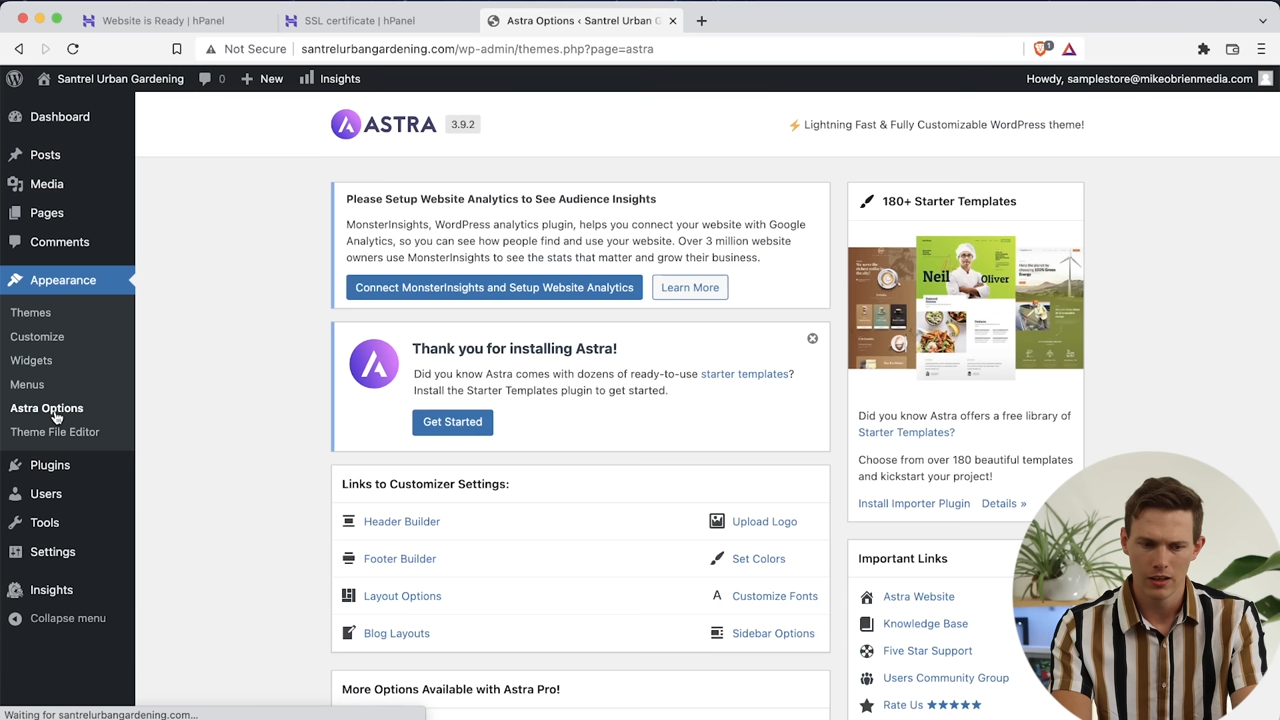 Website is Ready | hPanel
SSL certificate | hPanel
Astra Options ‹ Santrel Urban G
Not Secure
santrelurbangardening.com/wp-admin/themes.php?page=astra
1
Santrel Urban Gardening
0
New
Insights
Howdy, samplestore@mikeobrienmedia.com
Dashboard
Posts
Media
Pages
Comments
Appearance
Themes
Customize
Widgets
Menus
Astra Options
Theme File Editor
Plugins
Users
Tools
Settings
Insights
Collapse menu
Waiting for santrelurbangardening.com...
ASTRA
3.9.2
⚡ Lightning Fast & Fully Customizable WordPress theme!
Please Setup Website Analytics to See Audience Insights
MonsterInsights, WordPress analytics plugin, helps you connect your website with Google
Analytics, so you can see how people find and use your website. Over 3 million website
owners use MonsterInsights to see the stats that matter and grow their business.
Connect MonsterInsights and Setup Website Analytics
Learn More
Thank you for installing Astra!
Did you know Astra comes with dozens of ready-to-use starter templates?
Install the Starter Templates plugin to get started.
Get Started
Links to Customizer Settings:
Header Builder
Upload Logo
Footer Builder
Set Colors
Layout Options
Customize Fonts
Blog Layouts
Sidebar Options
More Options Available with Astra Pro!
180+ Starter Templates
Neil
Oliver
Did you know Astra offers a free library of
Starter Templates?
Choose from over 180 beautiful templates
and kickstart your project!
Install Importer Plugin
Details »
Important Links
Astra Website
Knowledge Base
Five Star Support
Users Community Group
Rate Us ★★★★★